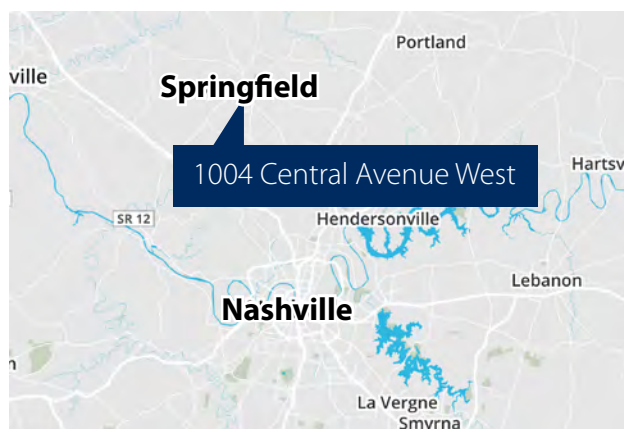 Portland
ville
Springfield
1004 Central Avenue West
Hartsv
SR 12
Hendersonville
Lebanon
Nashville
n
La Vergne
Smyrna